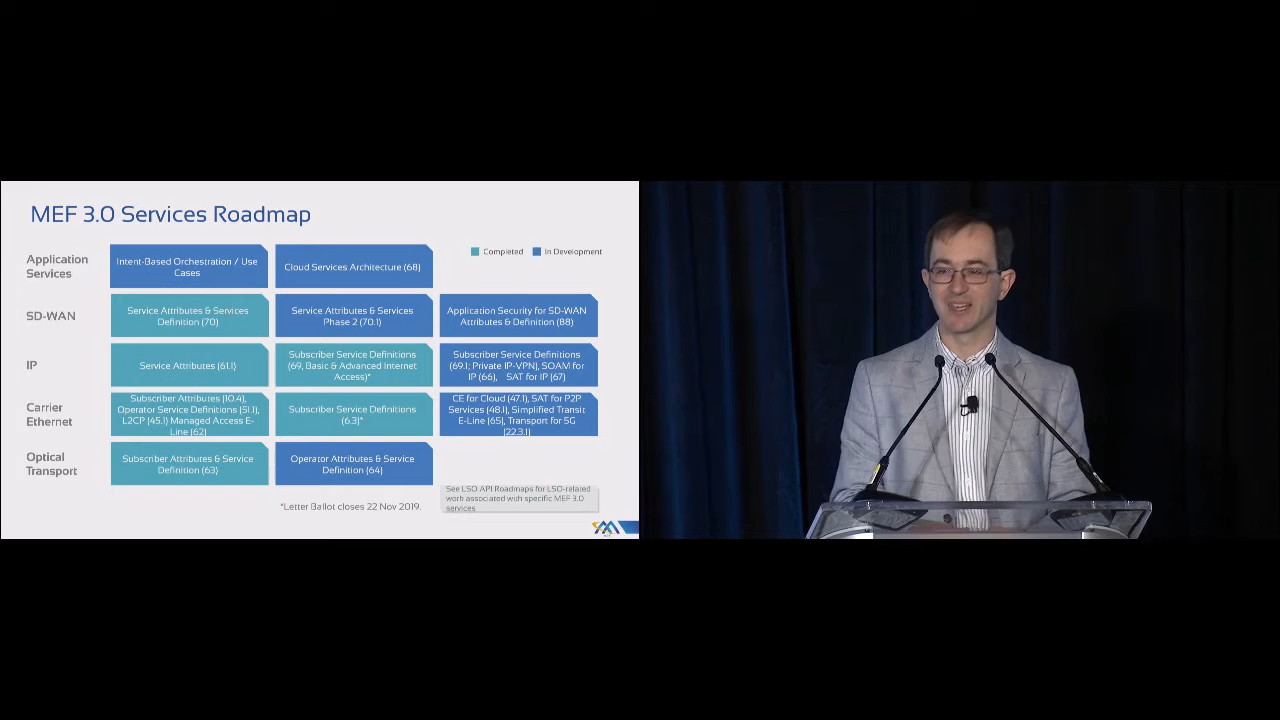 MEF 3.0 Services Roadmap
Completed
In Development
Application
Services
Intent-Based Orchestration / Use
Cases
Cloud Services Architecture (68)
SD-WAN
Service Attributes & Services
Definition (70)
Service Attributes & Services
Phase 2 (70.1)
Application Security for SD-WAN
Attributes & Definition (88)
IP
Service Attributes (61.1)
Subscriber Service Definitions
(69, Basic & Advanced Internet
Access)*
Subscriber Service Definitions
(69.1; Private IP-VPN), SOAM for
IP (66), SAT for IP (67)
Carrier
Ethernet
Subscriber Attributes (10.4),
Operator Service Definitions (51.1),
L2CP (45.1) Managed Access E-
Line (62)
Subscriber Service Definitions
(6.3)*
CE for Cloud (47.1), SAT for P2P
Services (48.1), Simplified Transit
E-Line (65), Transport for 5G
(22.3.1)
Optical
Transport
Subscriber Attributes & Service
Definition (63)
Operator Attributes & Service
Definition (64)
See LSO API Roadmaps for LSO-related
work associated with specific MEF 3.0
services
*Letter Ballot closes 22 Nov 2019.